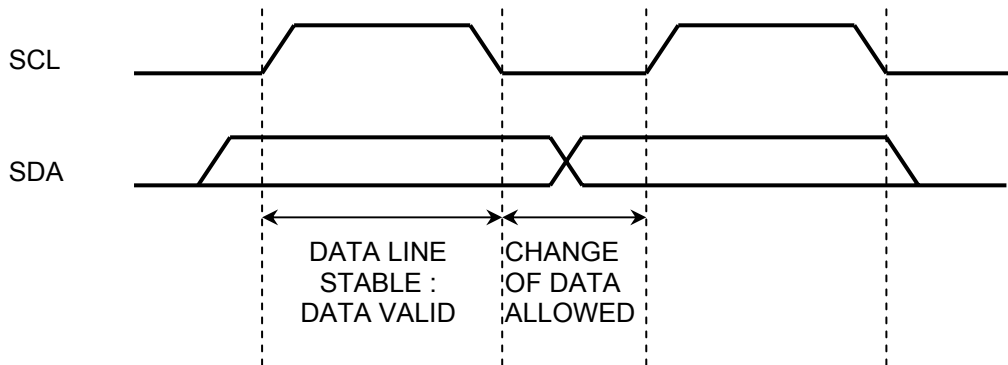 SCL
SDA
DATA LINE
STABLE :
DATA VALID
CHANGE
OF DATA
ALLOWED